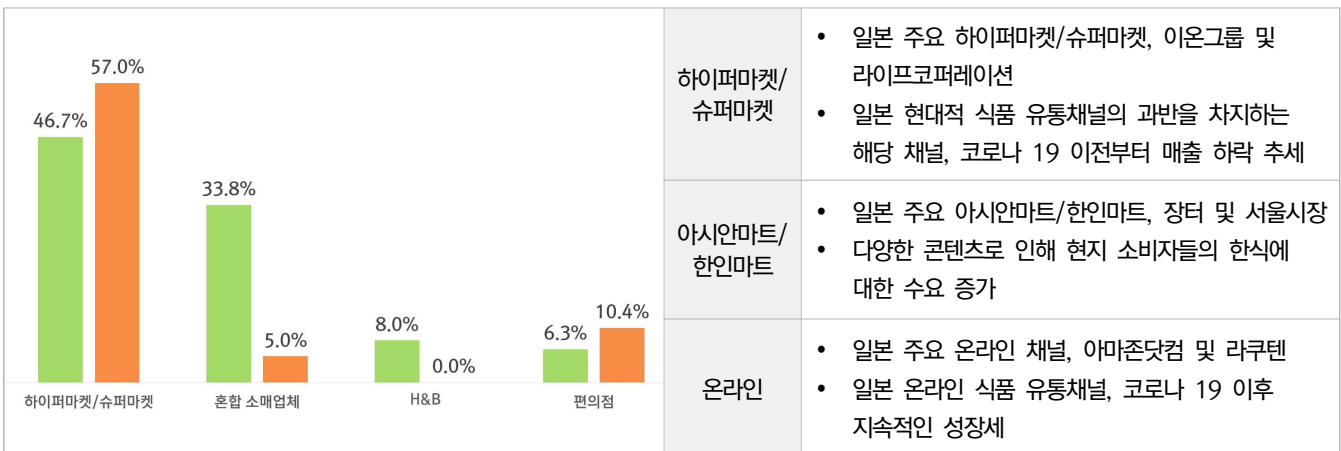 57.0%
46.7%
33.8%
5.0%
8.0%
0.0%
6.3%
10.4%
하이퍼마켓/슈퍼마켓
혼합 소매업체
H&B
편의점
하이퍼마켓/
슈퍼마켓
• 일본 주요 하이퍼마켓/슈퍼마켓, 이온그룹 및
라이프코퍼레이션
• 일본 현대적 식품 유통채널의 과반을 차지하는
해당 채널, 코로나 19 이전부터 매출 하락 추세
아시안마트/
한인마트
• 일본 주요 아시안마트/한인마트, 장터 및 서울시장
• 다양한 콘텐츠로 인해 현지 소비자들의 한식에
대한 수요 증가
온라인
• 일본 주요 온라인 채널, 아마존닷컴 및 라쿠텐
• 일본 온라인 식품 유통채널, 코로나 19 이후
지속적인 성장세